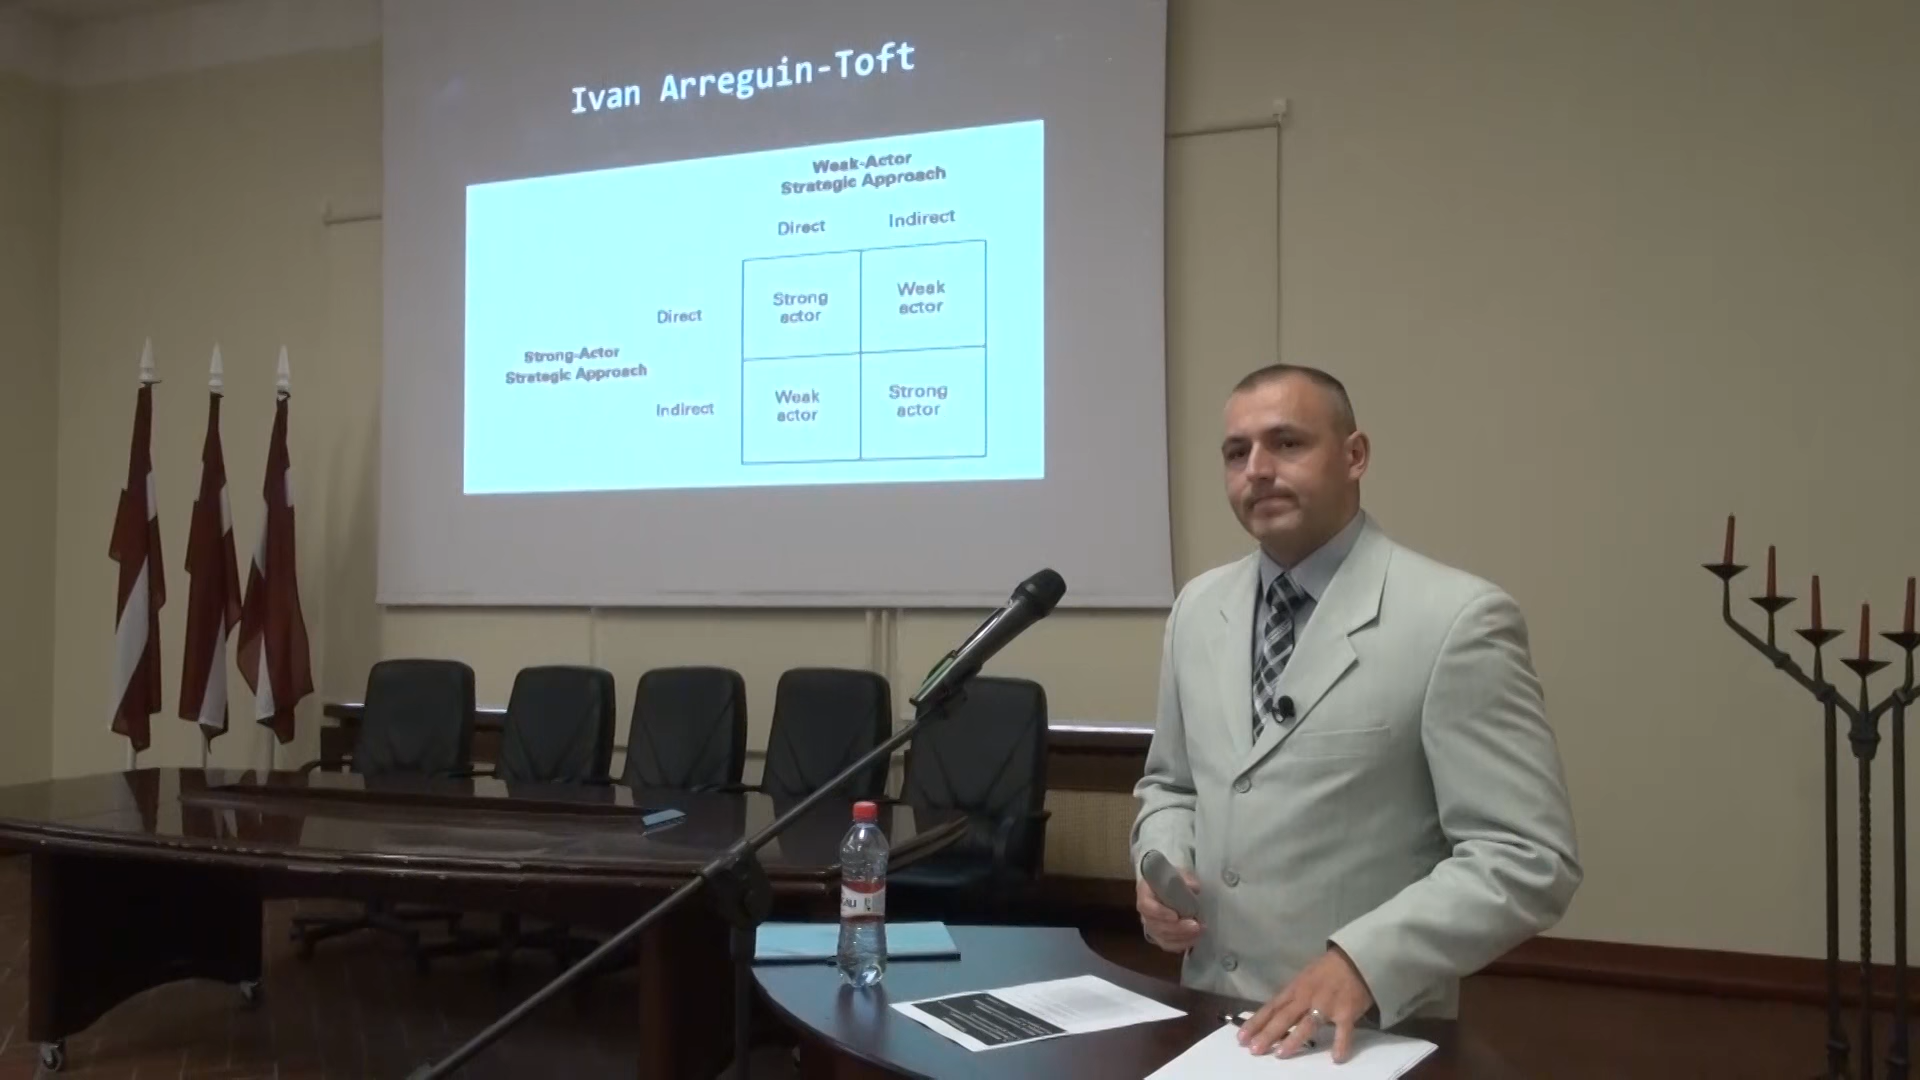 Ivan Arreguin-Toft
Weak-Actor
Strategic Approach
Direct
Indirect
Direct
Strong
actor
Weak
actor
Strong-Actor
Strategic Approach
Indirect
Weak
actor
Strong
actor